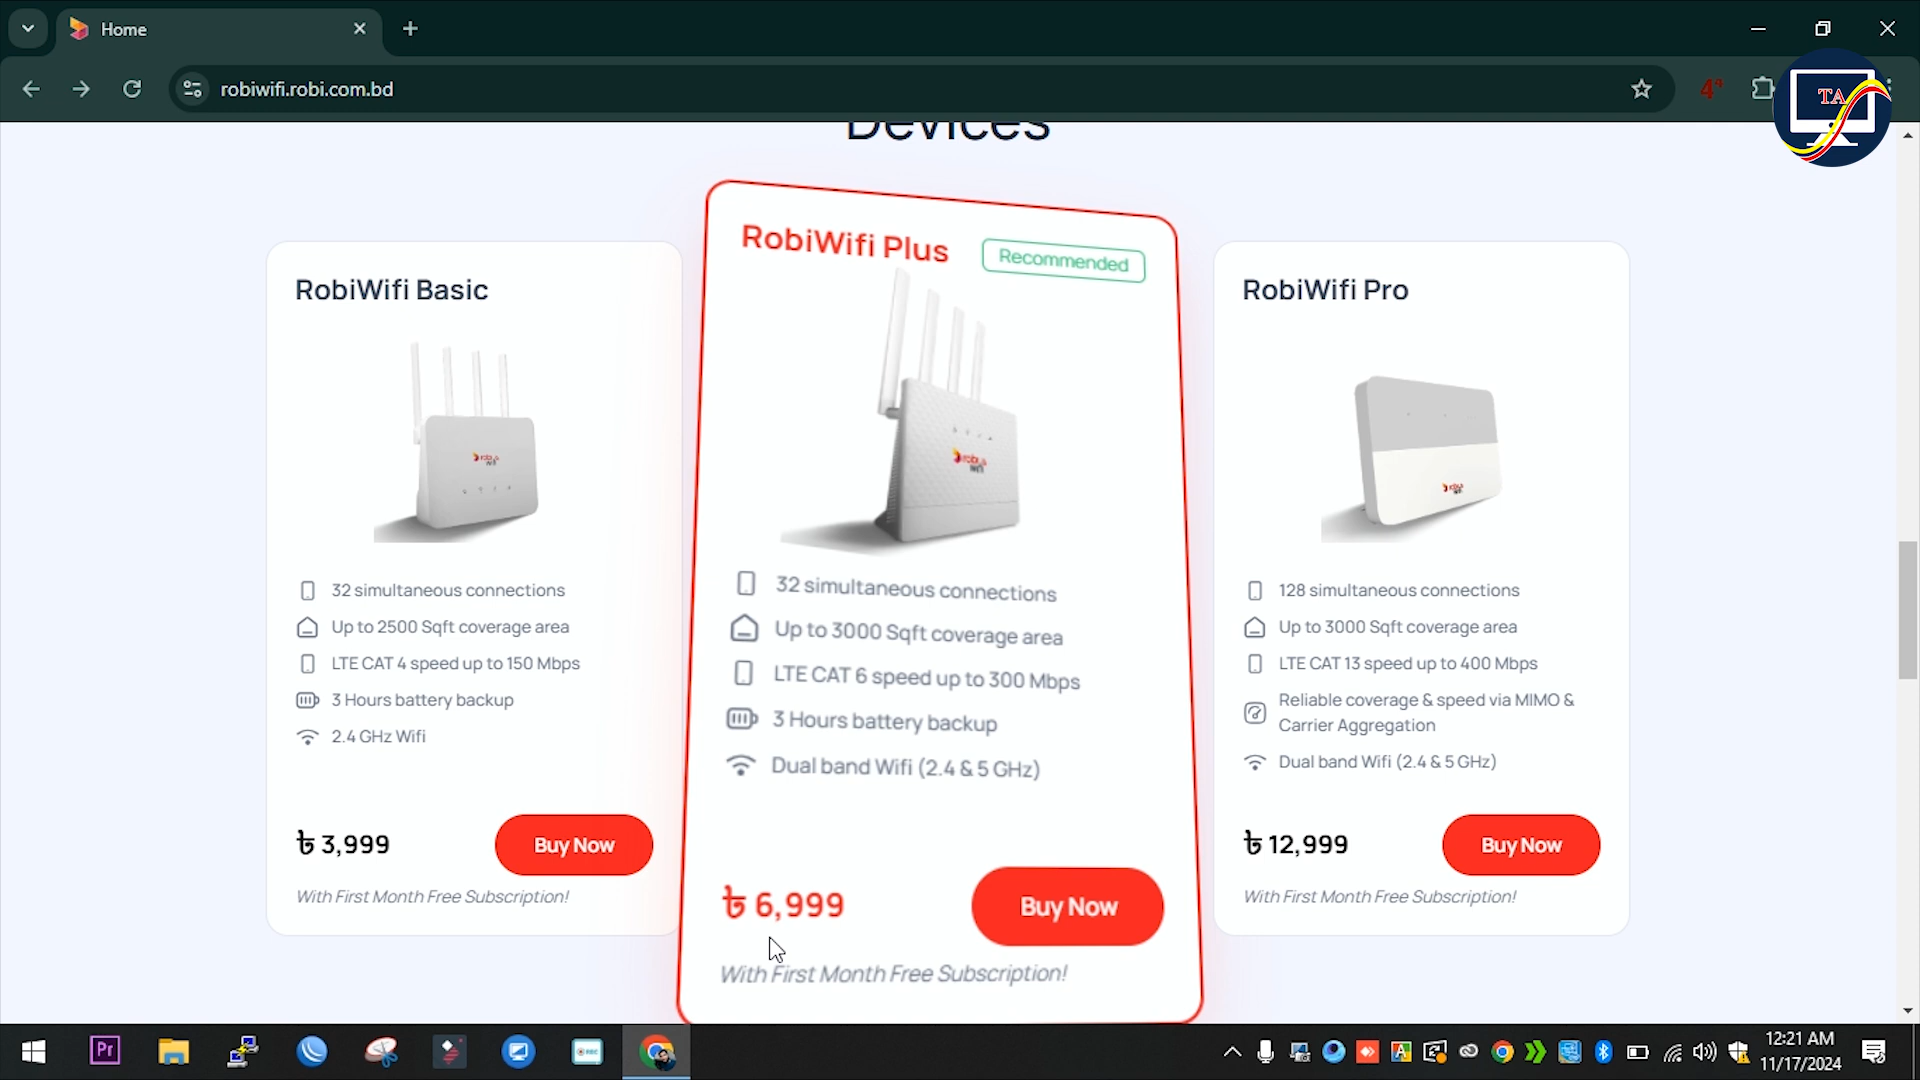 Home
robiwifi.robi.com.bd
TA
Devices
RobiWifi Basic
32 simultaneous connections
Up to 2500 Sqft coverage area
LTE CAT 4 speed up to 150 Mbps
3 Hours battery backup
2.4 GHz Wifi
৳ 3,999
Buy Now
With First Month Free Subscription!
RobiWifi Plus
Recommended
robi
wifi
32 simultaneous connections
Up to 3000 Sqft coverage area
LTE CAT 6 speed up to 300 Mbps
3 Hours battery backup
Dual band Wifi (2.4 & 5 GHz)
৳ 6,999
Buy Now
With First Month Free Subscription!
RobiWifi Pro
128 simultaneous connections
Up to 3000 Sqft coverage area
LTE CAT 13 speed up to 400 Mbps
Reliable coverage & speed via MIMO &
Carrier Aggregation
Dual band Wifi (2.4 & 5 GHz)
৳ 12,999
Buy Now
With First Month Free Subscription!
Pr
REC
12:21 AM
11/17/2024